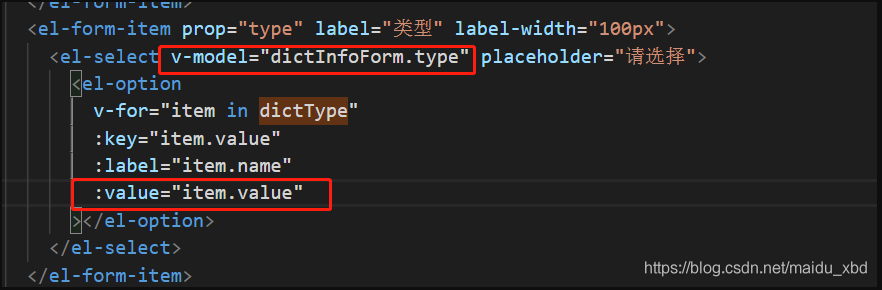 </el-form-item>
<el-form-item prop="type" label="类型" label-width="100px">
<el-select v-model="dictInfoForm.type" placeholder="请选择">
<el-option
v-for="item in dictType"
:key="item.value"
:label="item.name"
:value="item.value"
></el-option>
</el-select>
</el-form-item>
https://blog.csdn.net/maidu_xbd